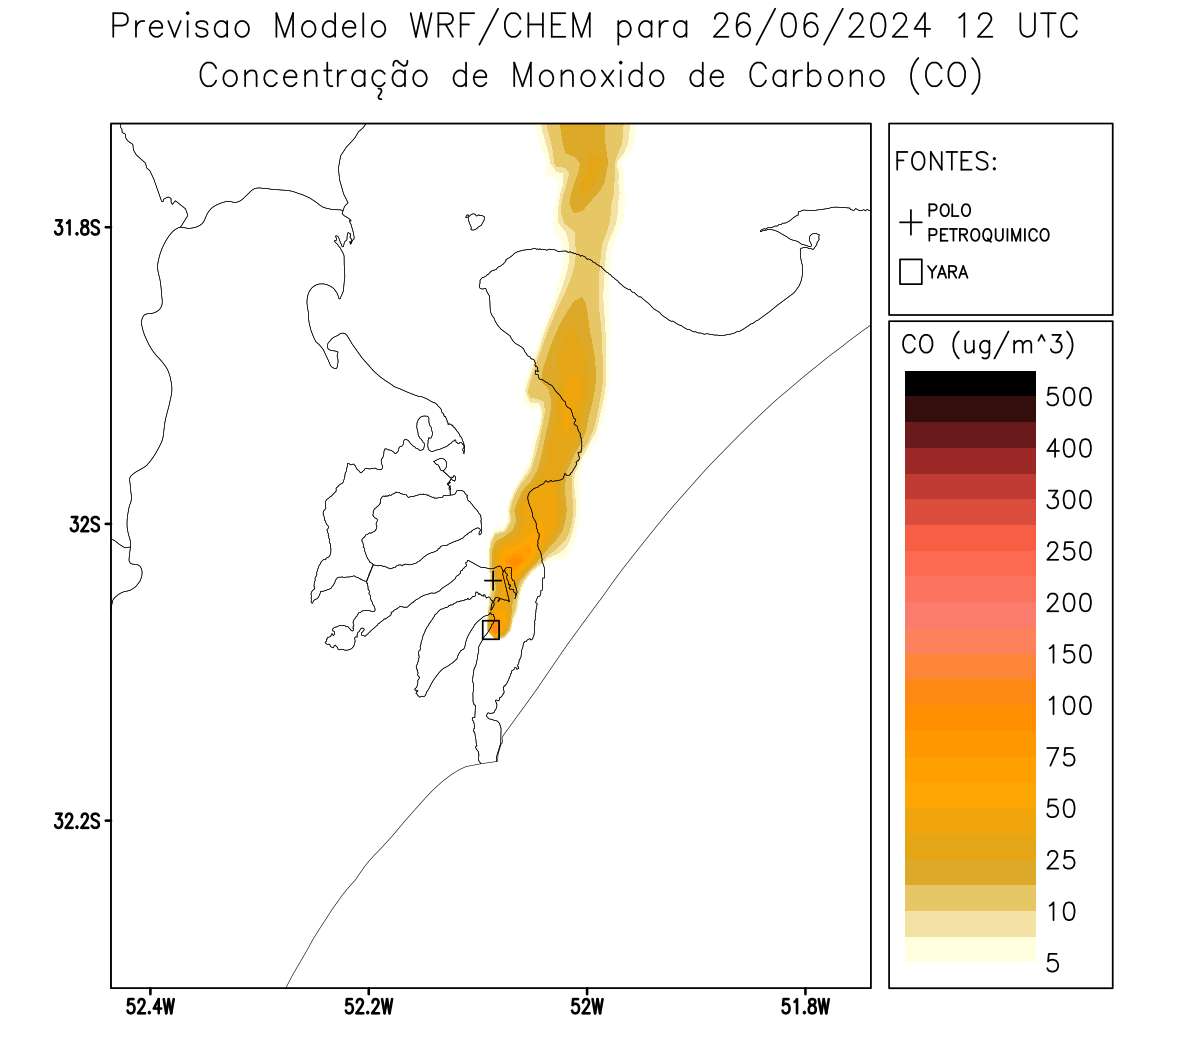 Previsao Modelo WRF/CHEM para 26/06/2024 12 UTC
Concentração de Monoxido de Carbono (CO)
FONTES:
POLO
PETROQUIMICO
YARA
CO (ug/m^3)
500
400
300
250
200
150
100
75
50
25
10
5
31.8S
32S
32.2S
52.4W
52.2W
52W
51.8W